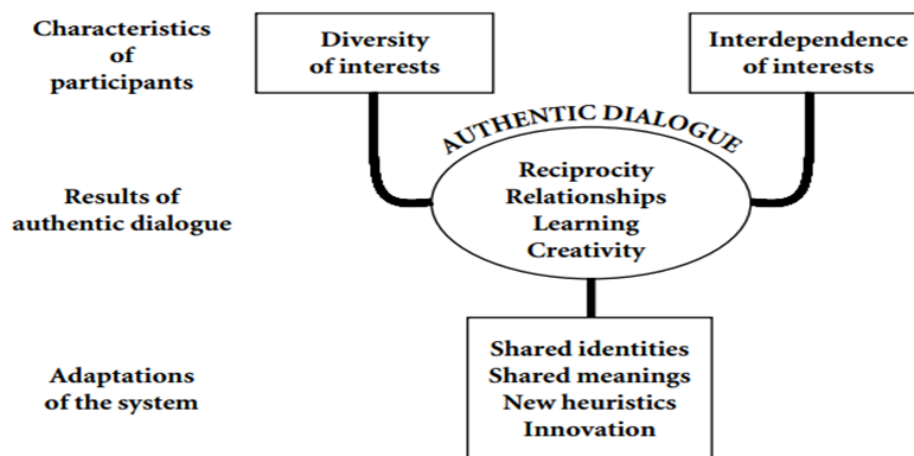 Characteristics
of
participants
Diversity
of interests
Interdependence
of interests
AUTHENTIC DIALOGUE
Results of
authentic dialogue
Reciprocity
Relationships
Learning
Creativity
Adaptations
of the system
Shared identities
Shared meanings
New heuristics
Innovation